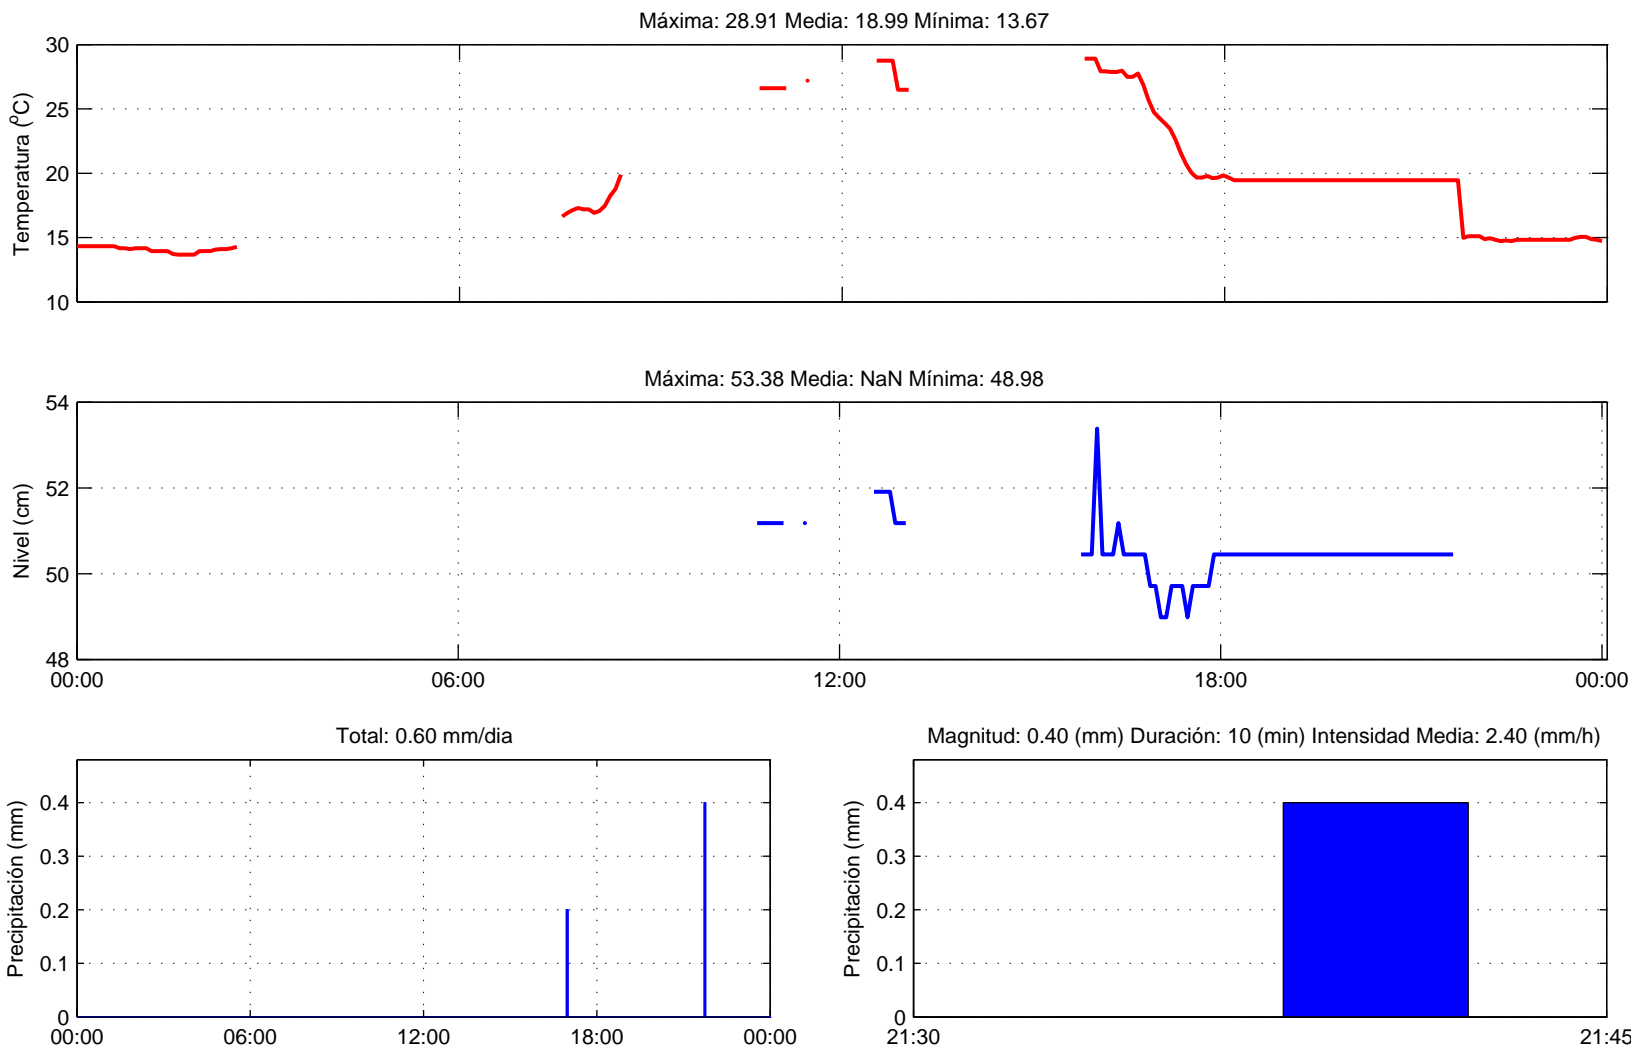 Máxima: 28.91 Media: 18.99 Mínima: 13.67
30
25
20
15
10
Temperatura (ºC)
Máxima: 53.38 Media: NaN Mínima: 48.98
54
52
50
48
Nivel (cm)
00:00 06:00 12:00 18:00 00:00
Total: 0.60 mm/dia
0.4
0.3
0.2
0.1
0
Precipitación (mm)
00:00 06:00 12:00 18:00 00:00
Magnitud: 0.40 (mm) Duración: 10 (min) Intensidad Media: 2.40 (mm/h)
0.4
0.3
0.2
0.1
0
Precipitación (mm)
21:30 21:45